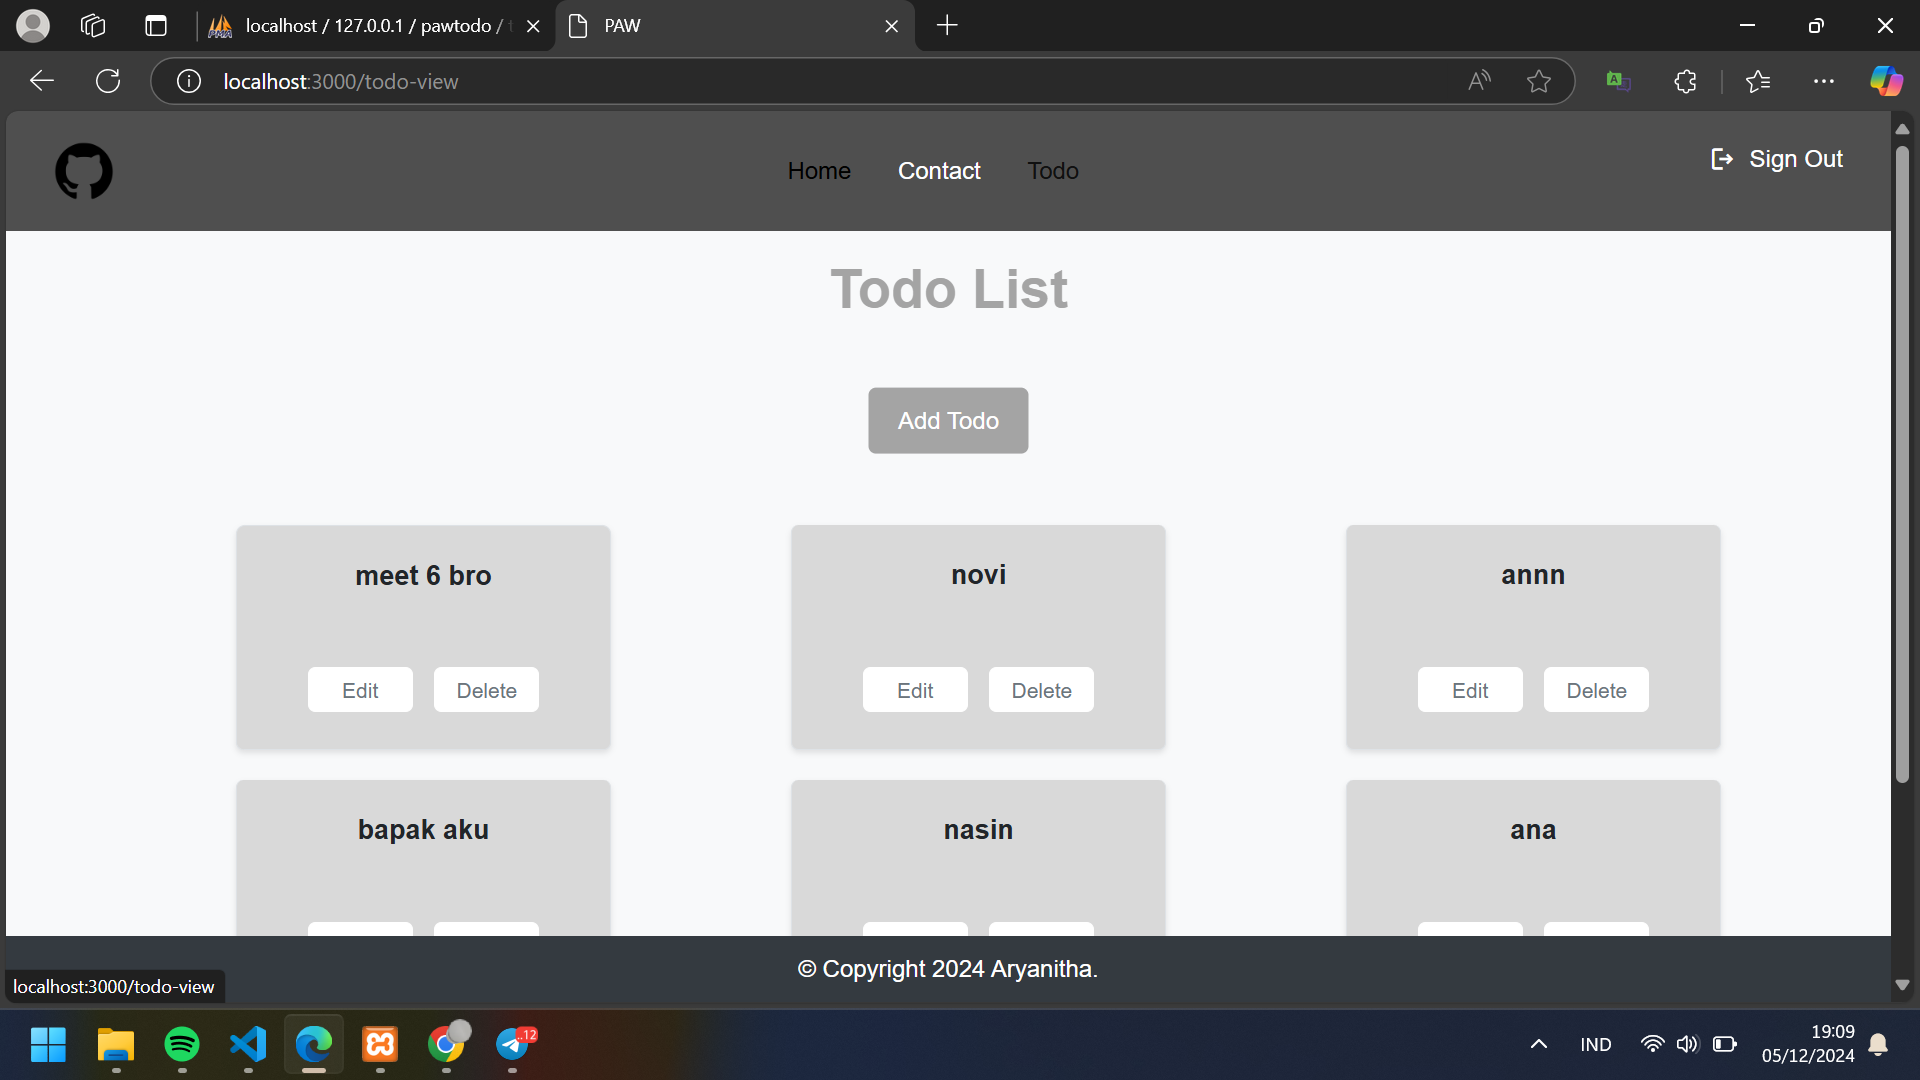 localhost / 127.0.0.1 / pawtodo /
PAW
localhost:3000/todo-view
Home
Contact
Todo
Sign Out
Todo List
Add Todo
meet 6 bro
novi
annn
Edit
Delete
Edit
Delete
Edit
Delete
bapak aku
nasin
ana
© Copyright 2024 Aryanitha.
localhost:3000/todo-view
12
IND
19:09
05/12/2024